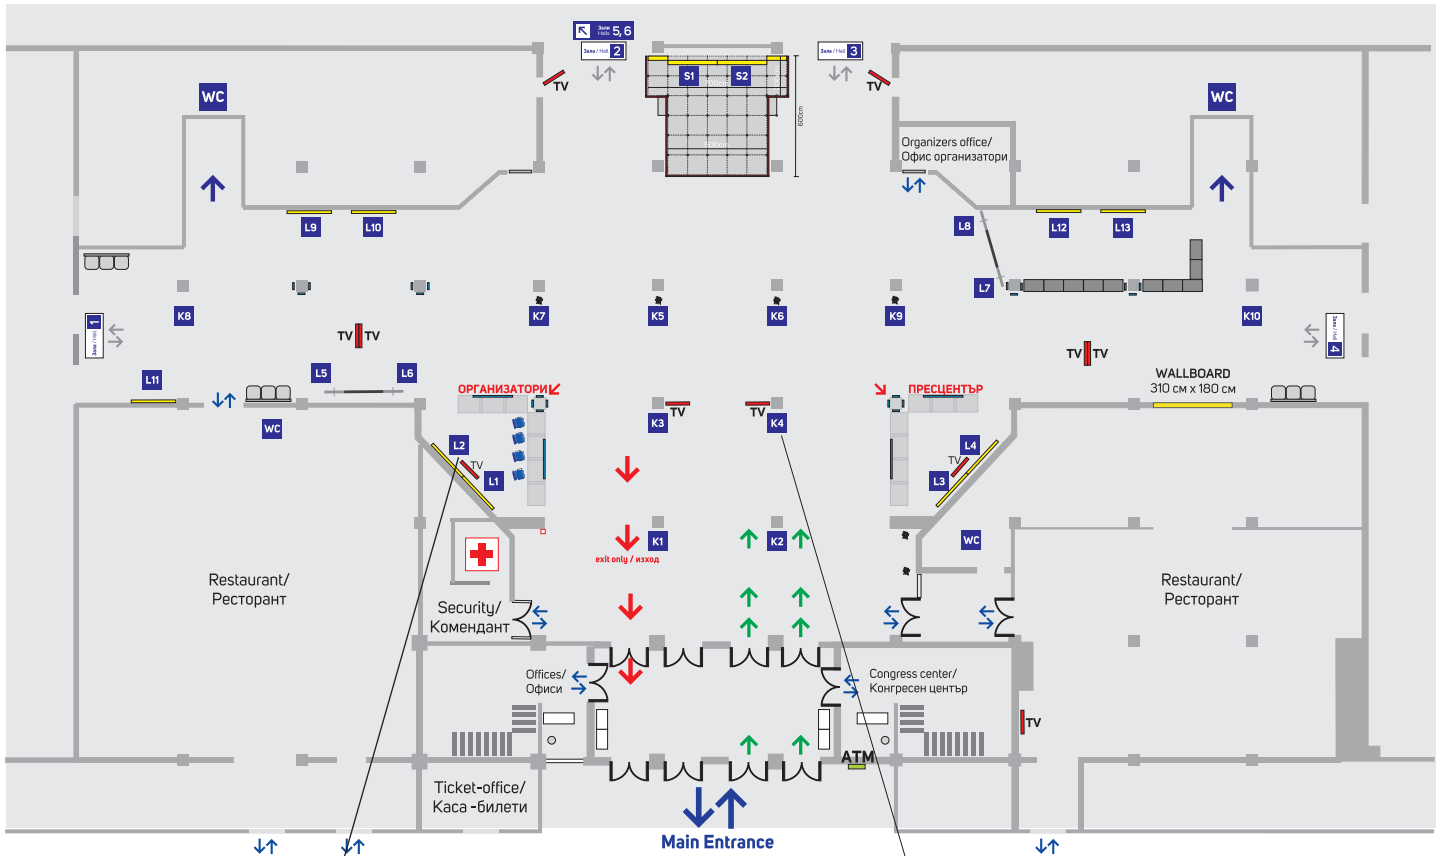 Зали
Halls 5, 6
Зала / Hall 2
Зала / Hall 3
TV
S1
S2
TV
WC
600cm
WC
Organizers office/
Офис организатори
L9
L10
L8
L12
L13
L7
K8
K7
K5
K6
K9
K10
Зала / Hall 1
TV TV
Зала / Hall 4
TV TV
L11
L5
L6
WALLBOARD
310 см x 180 см
ОРГАНИЗАТОРИ
ПРЕСЦЕНТЪР
TV
TV
WC
K3
K4
L2
TV
L1
L4
TV
L3
K1
K2
WC
exit only / изход
Restaurant/
Ресторант
Security/
Комендант
Restaurant/
Ресторант
Offices/
Офиси
Congress center/
Конгресен център
TV
ATM
Ticket-office/
Каса -билети
Main Entrance